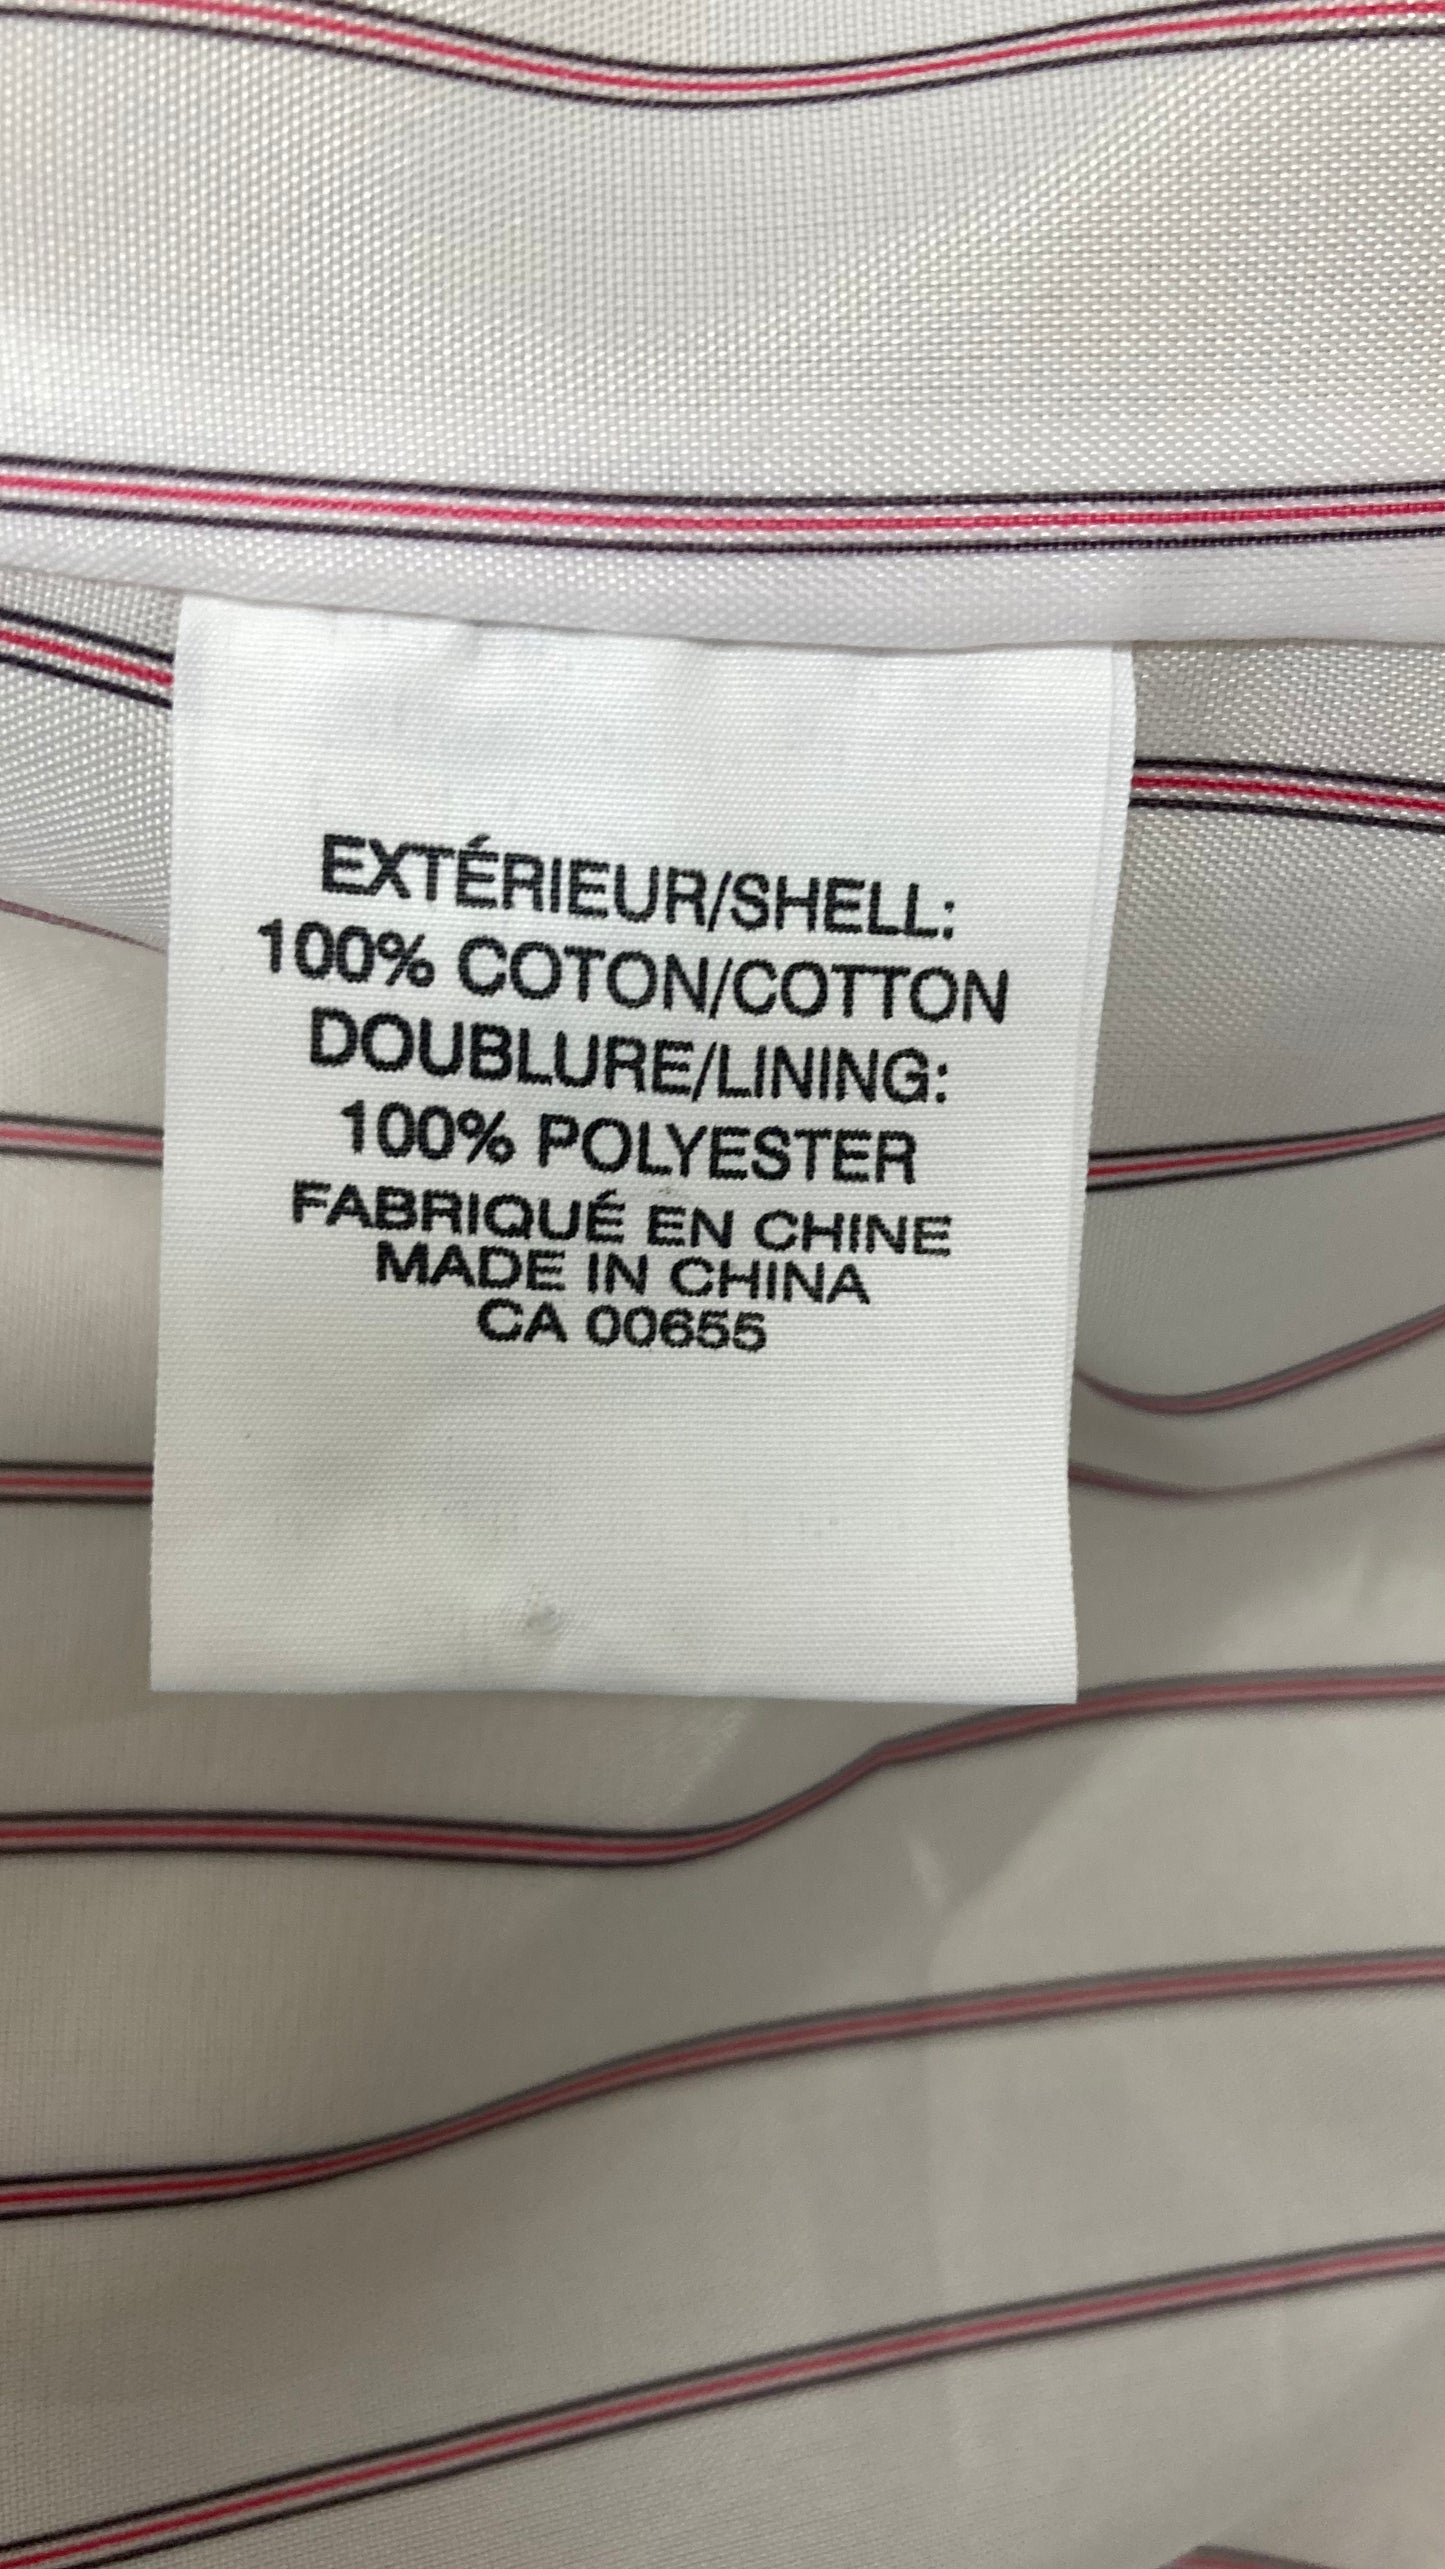 EXTÉRIEUR/SHELL:
100% COTON/COTTON
DOUBLURE/LINING:
100% POLYESTER
FABRIQUÉ EN CHINE
MADE IN CHINA
CA 00655